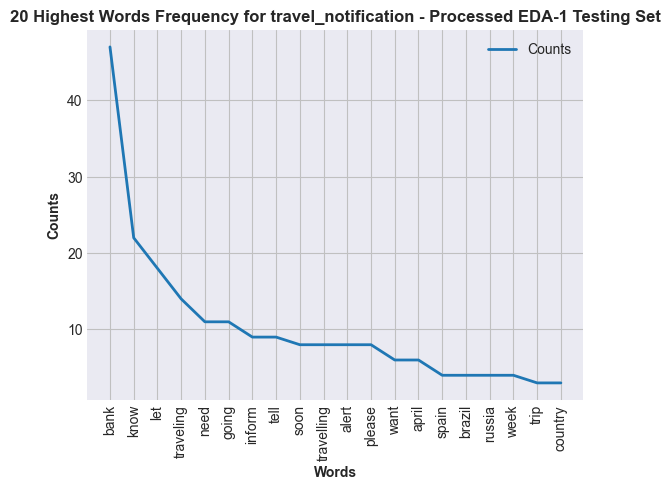 20 Highest Words Frequency for travel_notification - Processed EDA-1 Testing Set
Counts
40
30
20
10
Counts
bank
know
let
traveling
need
going
inform
tell
soon
travelling
alert
please
want
april
spain
brazil
russia
week
trip
country
Words